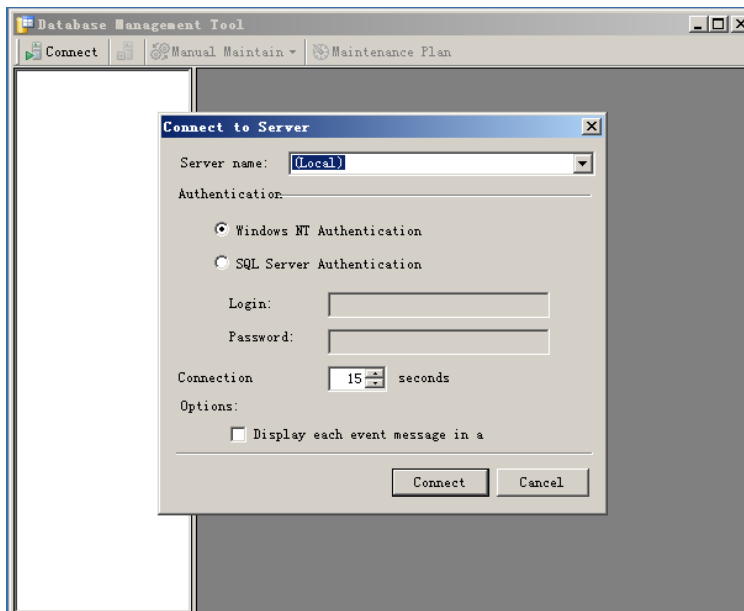 Database Management Tool
Connect Manual Maintain Maintenance Plan
Connect to Server
Server name: (Local)
Authentication
Windows NT Authentication
SQL Server Authentication
Login:
Password:
Connection 15 seconds
Options:
Display each event message in a
Connect Cancel